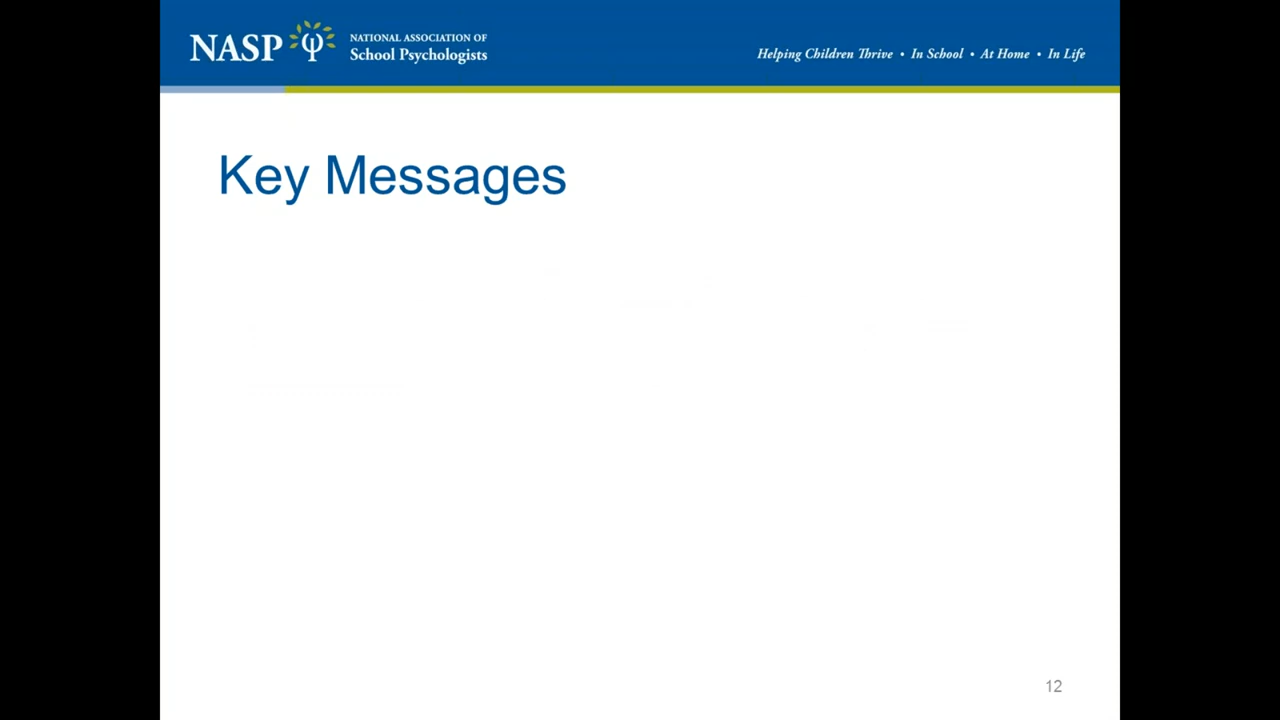 NASP
NATIONAL ASSOCIATION OF
School Psychologists
Helping Children Thrive • In School • At Home • In Life
Key Messages
12